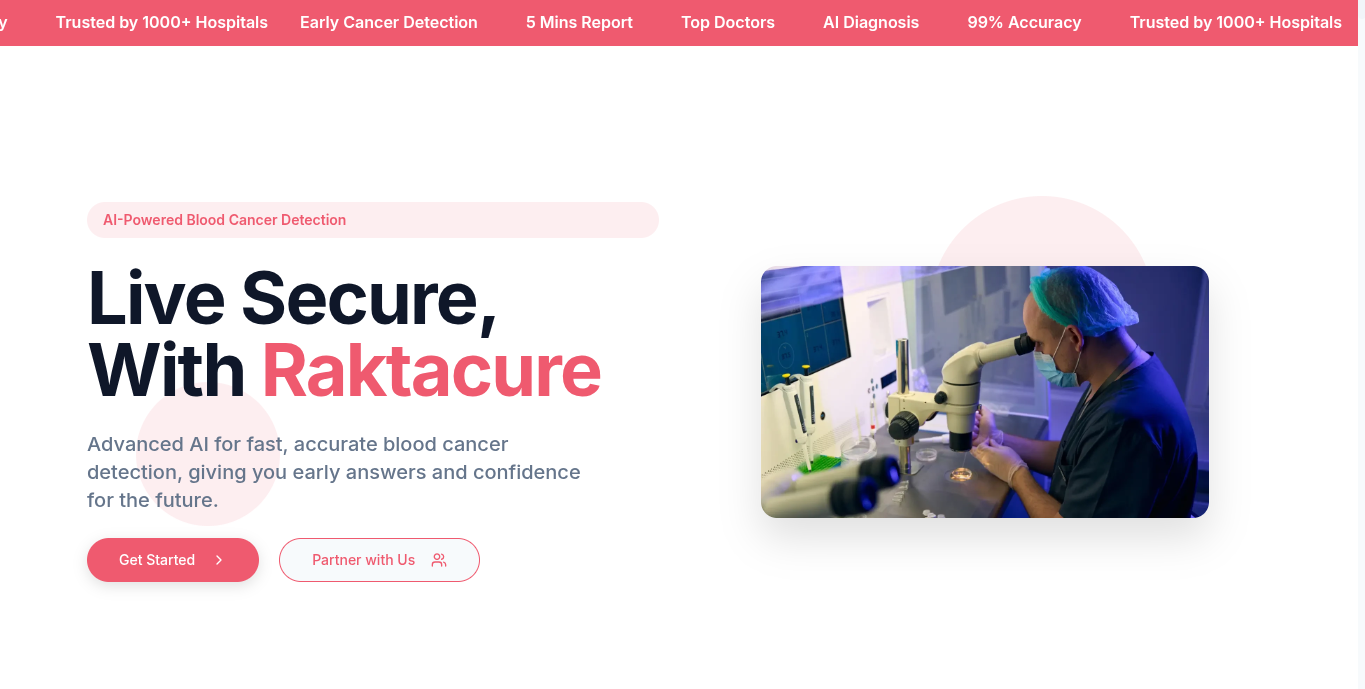 y Trusted by 1000+ Hospitals Early Cancer Detection 5 Mins Report Top Doctors AI Diagnosis 99% Accuracy Trusted by 1000+ Hospitals
AI-Powered Blood Cancer Detection
Live Secure,
With Raktacure
Advanced AI for fast, accurate blood cancer
detection, giving you early answers and confidence
for the future.
Get Started
Partner with Us